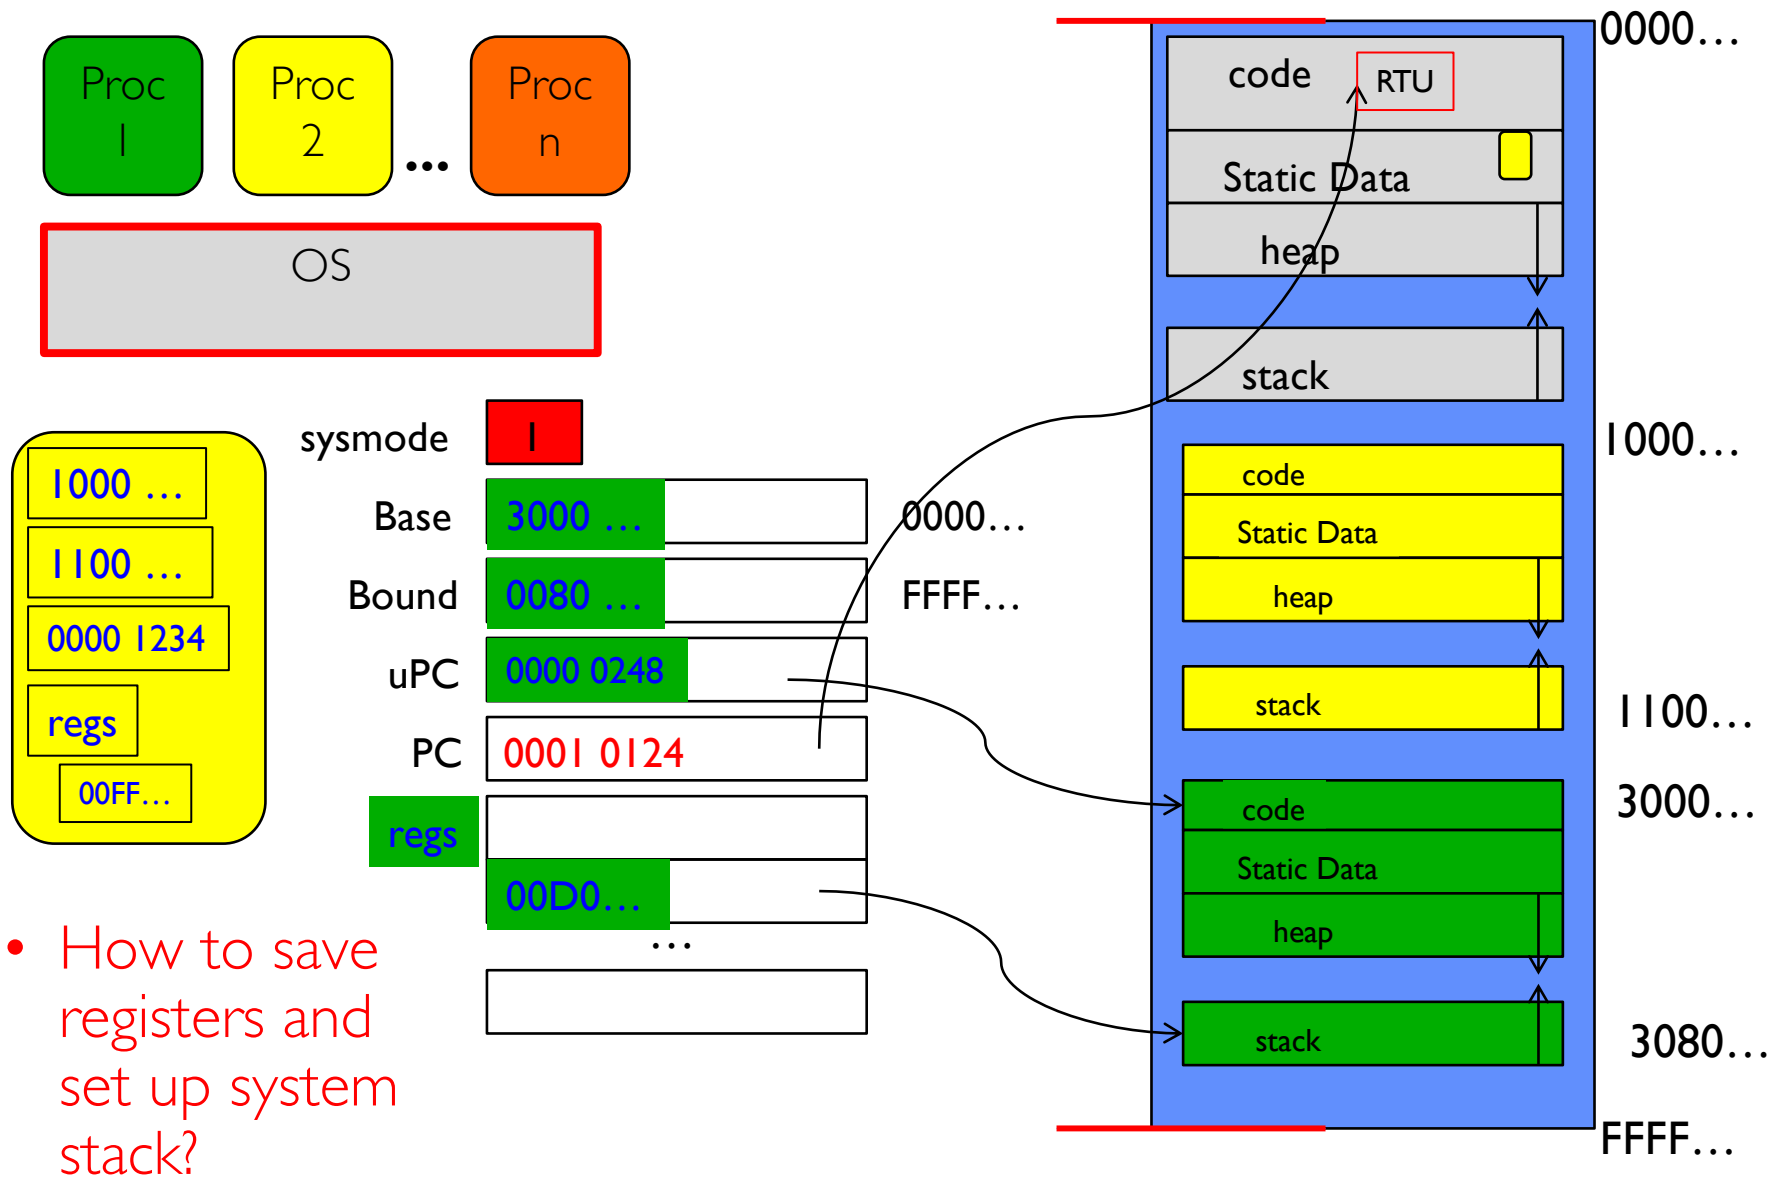 Proc
1
Proc
2
...
Proc
n
OS
sysmode
1
Base
3000 …
0000…
Bound
0080 …
FFFF…
uPC
0000 0248
PC
0001 0124
regs
00D0…
…
1000 …
1100 …
0000 1234
regs
00FF…
• How to save
registers and
set up system
stack?
0000…
code
RTU
Static Data
heap
stack
1000…
code
Static Data
heap
stack
1100…
3000…
code
Static Data
heap
stack
3080…
FFFF…